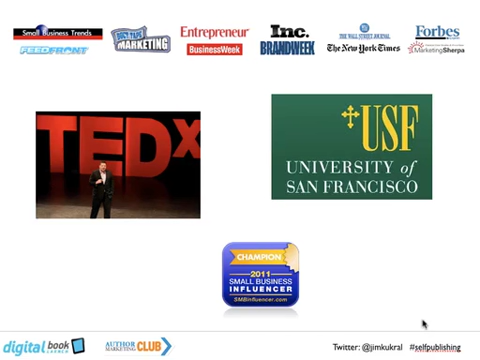 Small Business Trends
FEEDFRONT
DUCT TAPE
MARKETING
Entrepreneur
BusinessWeek
Inc.
BRANDWEEK
THE WALL STREET JOURNAL
The New York Times
Forbes
MarketingSherpa
TEDx
USF
UNIVERSITY of
SAN FRANCISCO
CHAMPION
2011
SMALL BUSINESS
INFLUENCER
SMBinfluencer.com
digital book
LAUNCH
AUTHOR
MARKETING CLUB
Twitter: @jimkukral #selfpublishing